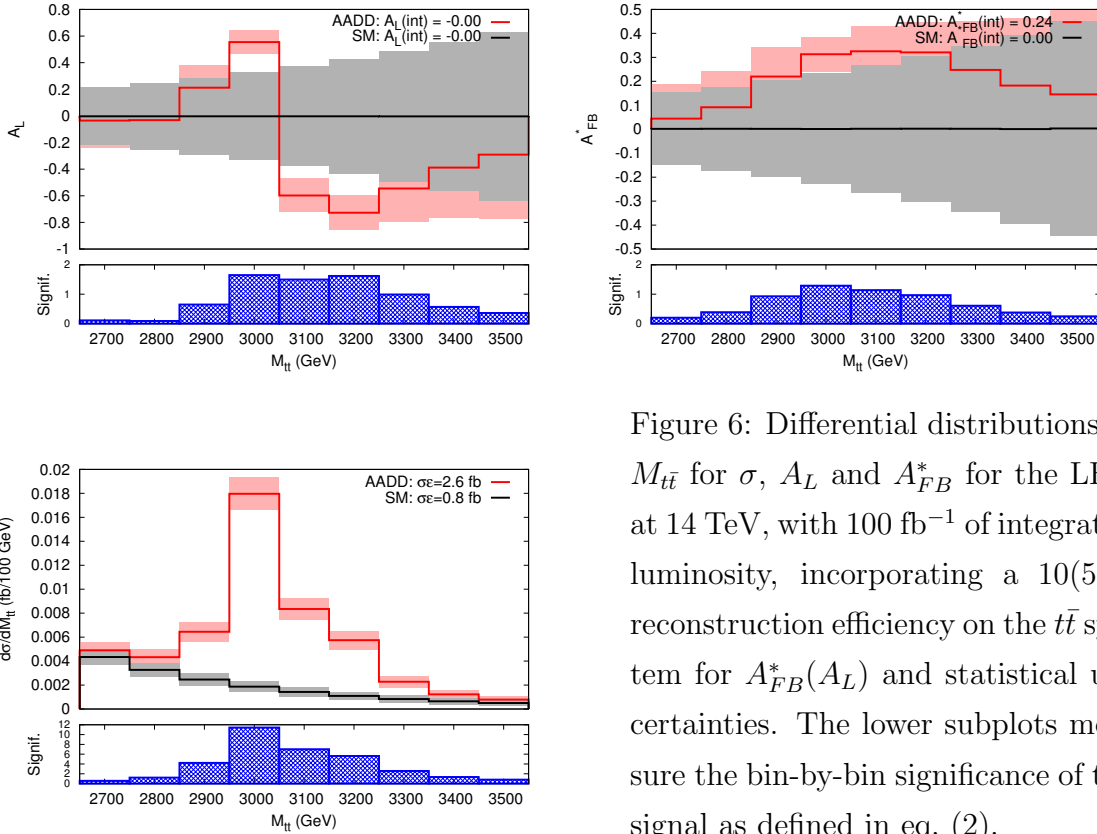 AADD: A_L(int) = -0.00
SM: A_L(int) = -0.00
0.8
0.6
0.4
0.2
0
-0.2
-0.4
-0.6
-0.8
-1
A_L
2
1
0
Signif.
2700 2800 2900 3000 3100 3200 3300 3400 3500
M_tt (GeV)
AADD: A*_FB(int) = 0.24
SM: A*_FB(int) = 0.00
0.5
0.4
0.3
0.2
0.1
0
-0.1
-0.2
-0.3
-0.4
-0.5
A*_FB
2
1
0
Signif.
2700 2800 2900 3000 3100 3200 3300 3400 3500
M_tt (GeV)
AADD: σε=2.6 fb
SM: σε=0.8 fb
0.02
0.018
0.016
0.014
0.012
0.01
0.008
0.006
0.004
0.002
0
dσ/dM_tt (fb/100 GeV)
12
10
8
6
4
2
0
Signif.
2700 2800 2900 3000 3100 3200 3300 3400 3500
M_tt (GeV)
Figure 6: Differential distributions
M_tt̄ for σ, A_L and A*_FB for the
at 14 TeV, with 100 fb⁻¹ of
luminosity, incorporating a
reconstruction efficiency on the tt̄
tem for A*_FB(A_L) and statistical
certainties. The lower subplots
sure the bin-by-bin significance of
signal as defined in eq. (2).